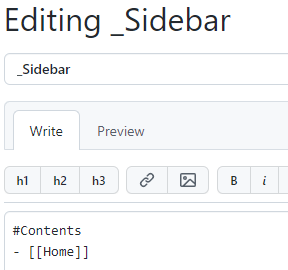 Editing _Sidebar
_Sidebar
Write Preview
h1 h2 h3 B i
#Contents
- [[Home]]